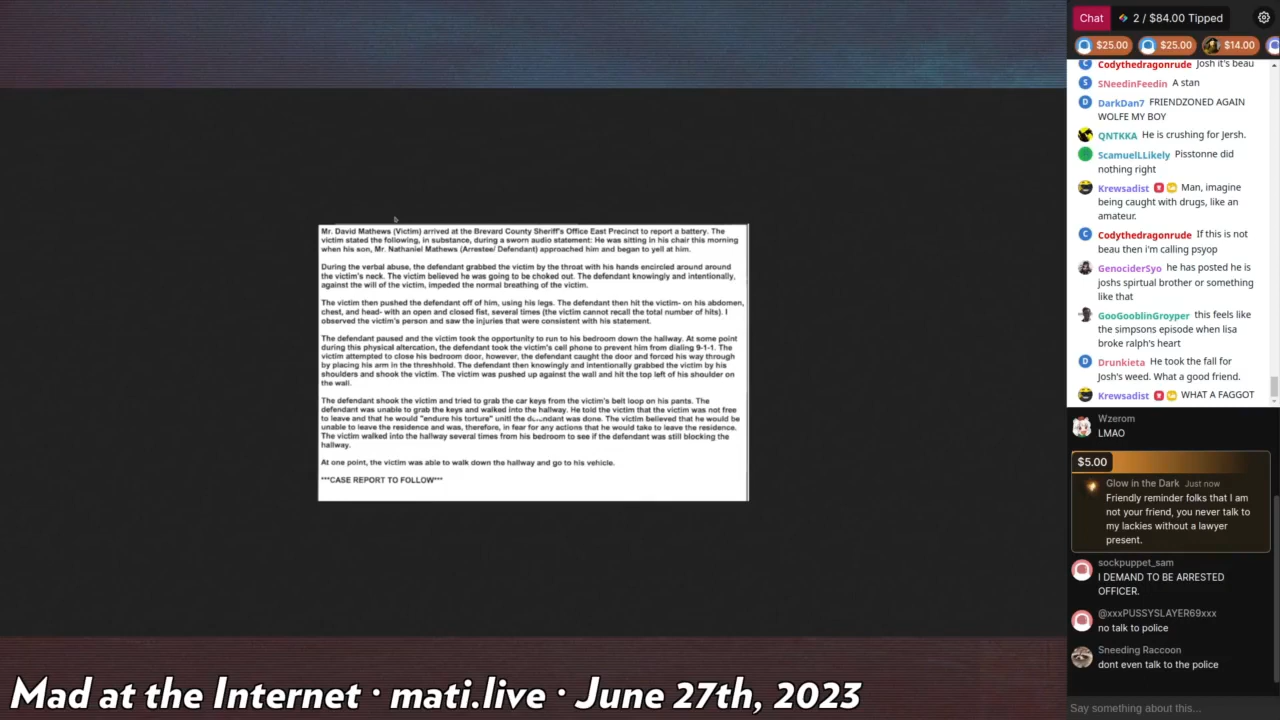 Mr. David Mathews (Victim) arrived at the Brevard County Sheriff's Office East Precinct to report a battery. The
victim stated the following, in substance, during a sworn audio statement: He was sitting in his chair this morning
when his son, Mr. Nathaniel Mathews (Arrestee/ Defendant) approached him and began to yell at him.
During the verbal abuse, the defendant grabbed the victim by the throat with his hands encircled around around
the victim's neck. The victim believed he was going to be choked out. The defendant knowingly and intentionally,
against the will of the victim, impeded the normal breathing of the victim.
The victim then pushed the defendant off of him, using his legs. The defendant then hit the victim- on his abdomen,
chest, and head- with an open and closed fist, several times (the victim cannot recall the total number of hits). I
observed the victim's person and saw the injuries that were consistent with his statement.
The defendant paused and the victim took the opportunity to run to his bedroom down the hallway. At some point
during this physical altercation, the defendant took the victim's cell phone to prevent him from dialing 9-1-1. The
victim attempted to close his bedroom door, however, the defendant caught the door and forced his way through
by placing his arm in the threshhold. The defendant then knowingly and intentionally grabbed the victim by his
shoulders and shook the victim. The victim was pushed up against the wall and hit the top left of his shoulder on
the wall.
The defendant shook the victim and tried to grab the car keys from the victim's belt loop on his pants. The
defendant was unable to grab the keys and walked into the hallway. He told the victim that the victim was not free
to leave and that he would "endure his torture" until the defendant was done. The victim believed that he would be
unable to leave the residence and was, therefore, in fear for any actions that he would take to leave the residence.
The victim walked into the hallway several times from his bedroom to see if the defendant was still blocking the
hallway.
At one point, the victim was able to walk down the hallway and go to his vehicle.
***CASE REPORT TO FOLLOW***
Mad at the Internet · mati.live · June 27th, 2023
Chat
2 / $84.00 Tipped
$25.00
$25.00
$14.00
Codythedragonrude Josh it's beau
SNeedinFeedin A stan
DarkDan7 FRIENDZONED AGAIN
WOLFE MY BOY
QNTKKA He is crushing for Jersh.
ScamuelLLikely Pisstonne did
nothing right
Krewsadist Man, imagine
being caught with drugs, like an
amateur.
Codythedragonrude If this is not
beau then i'm calling psyop
GenociderSyo he has posted he is
joshs spirtual brother or something
like that
GooGooblinGroyper this feels like
the simpsons episode when lisa
broke ralph's heart
Drunkieta He took the fall for
Josh's weed. What a good friend.
Krewsadist WHAT A FAGGOT
Wzerom
LMAO
$5.00
Glow in the Dark Just now
Friendly reminder folks that I am
not your friend, you never talk to
my lackies without a lawyer
present.
sockpuppet_sam
I DEMAND TO BE ARRESTED
OFFICER.
@xxxPUSSYSLAYER69xxx
no talk to police
Sneeding Raccoon
dont even talk to the police
Say something about this...